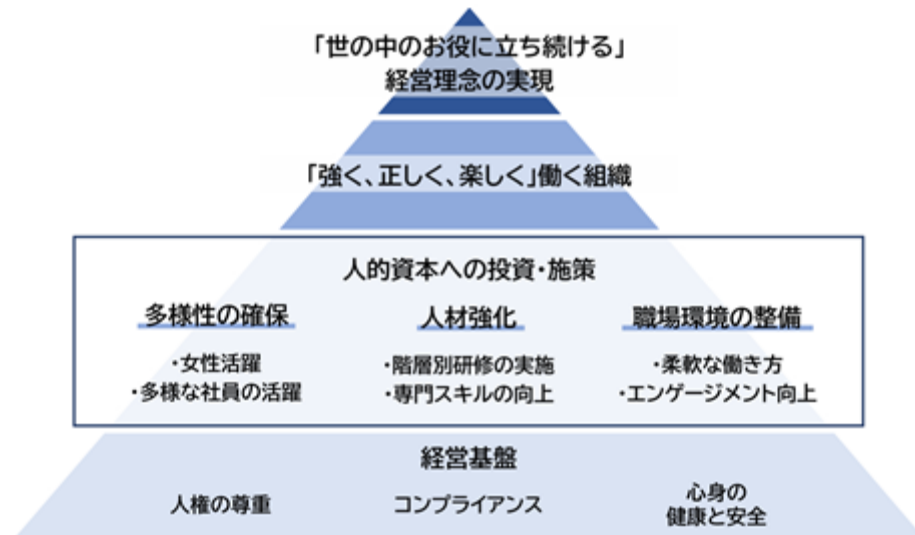 「世の中のお役に立ち続ける」
経営理念の実現
「強く、正しく、楽しく」働く組織
人的資本への投資・施策
多様性の確保
・女性活躍
・多様な社員の活躍
人材強化
・階層別研修の実施
・専門スキルの向上
職場環境の整備
・柔軟な働き方
・エンゲージメント向上
経営基盤
人権の尊重
コンプライアンス
心身の
健康と安全